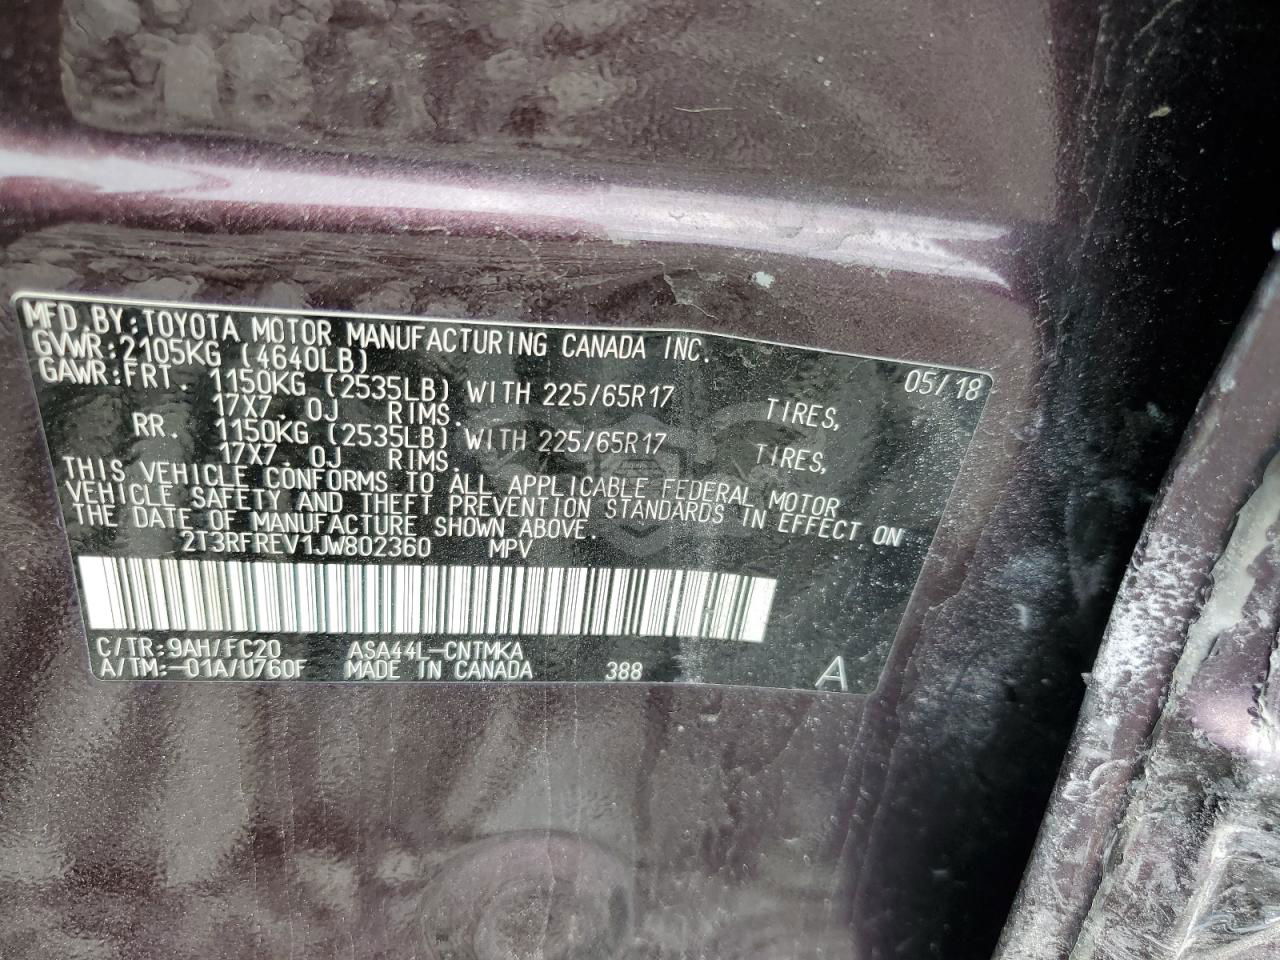 MFD.BY:TOYOTA MOTOR MANUFACTURING CANADA INC.
GVWR:2105KG (4640LB) 05/18
GAWR:FRT. 1150KG (2535LB) WITH 225/65R17 TIRES,
17X7.0J RIMS.
RR. 1150KG (2535LB) WITH 225/65R17 TIRES,
17X7.0J RIMS.
THIS VEHICLE CONFORMS TO ALL APPLICABLE FEDERAL MOTOR
VEHICLE SAFETY AND THEFT PREVENTION STANDARDS IN EFFECT ON
THE DATE OF MANUFACTURE SHOWN ABOVE.
2T3RFREV1JW802360 MPV
C/TR:9AH/FC20 ASA44L-CNTMKA
A/TM:-01A/U760F MADE IN CANADA 388 A